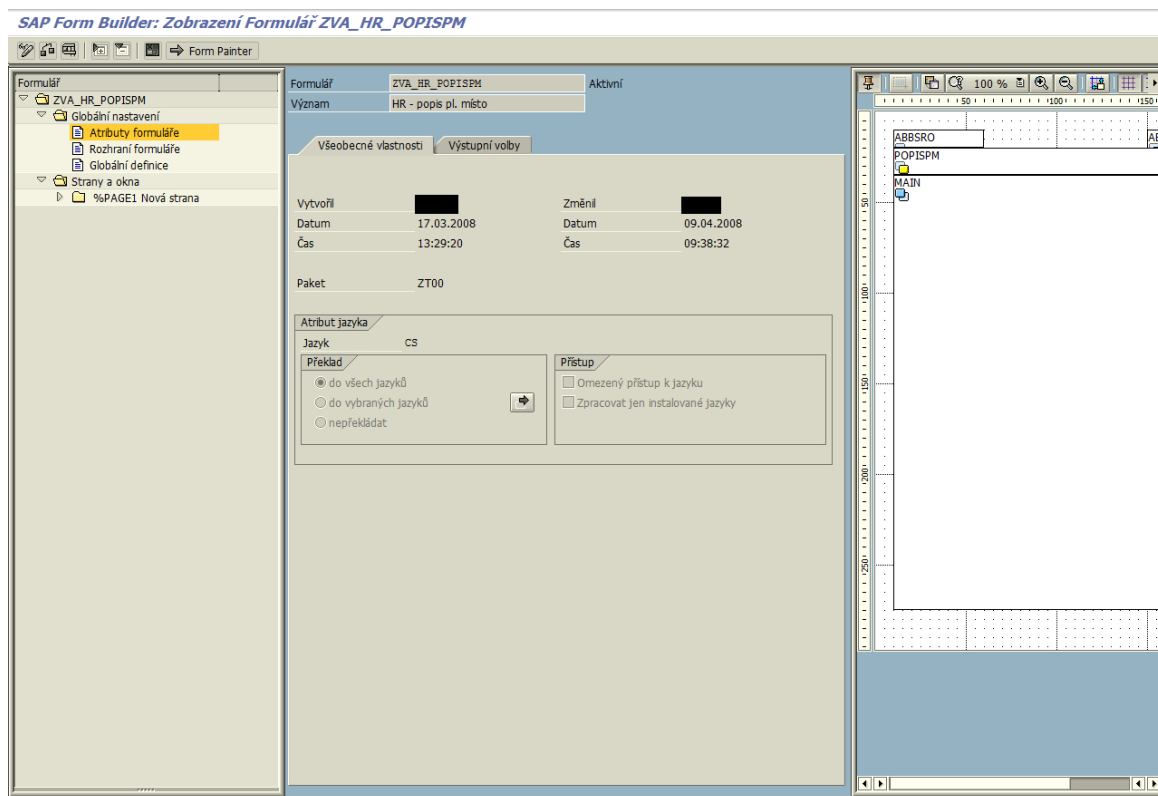 SAP Form Builder: Zobrazení Formulář ZVA_HR_POPISPM
Form Painter
Formulář
ZVA_HR_POPISPM
Globální nastavení
Atributy formuláře
Rozhraní formuláře
Globální definice
Strany a okna
%PAGE1 Nová strana
Formulář ZVA_HR_POPISPM Aktivní
Význam HR - popis pl. místo
Všeobecné vlastnosti Výstupní volby
Vytvořil Změnil
Datum 17.03.2008 Datum 09.04.2008
Čas 13:29:20 Čas 09:38:32
Paket ZT00
Atribut jazyka
Jazyk CS
Překlad Přístup
do všech jazyků Omezený přístup k jazyku
do vybraných jazyků Zpracovat jen instalované jazyky
nepřekládat
100 %
50 100 150
ABBSRO
POPISPM
MAIN
50
100
150
200
250